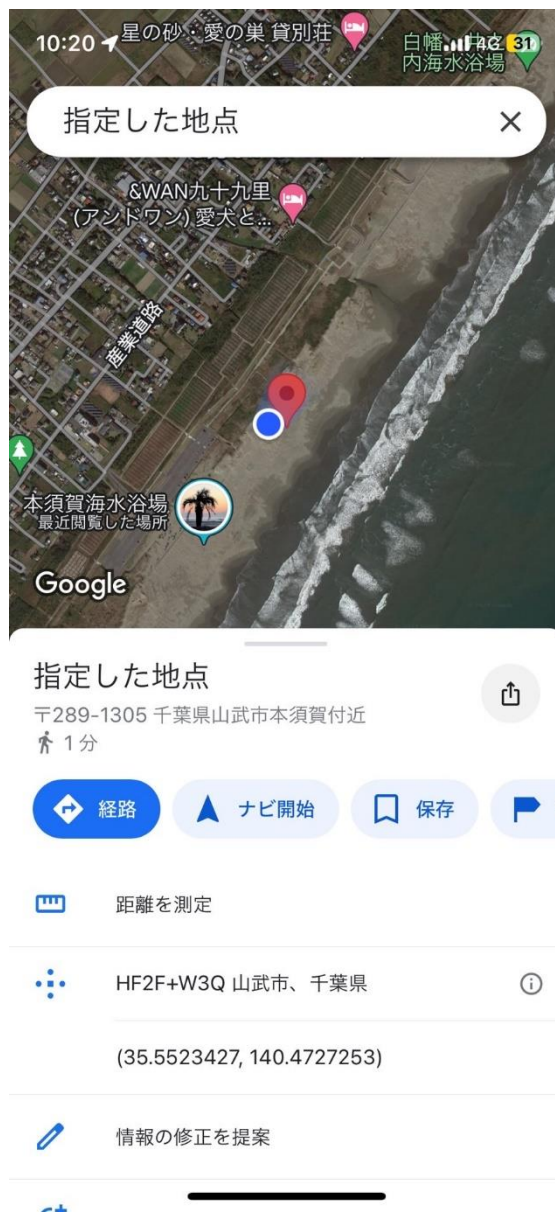 10:20
星の砂・愛の巣 貸別荘
4G 31
内海水浴場
指定した地点
&WAN九十九里
(アンドワン) 愛犬と...
産業道路
本須賀海水浴場
最近閲覧した場所
Google
指定した地点
〒289-1305 千葉県山武市本須賀付近
1 分
経路
ナビ開始
保存
距離を測定
HF2F+W3Q 山武市、千葉県
(35.5523427, 140.4727253)
情報の修正を提案